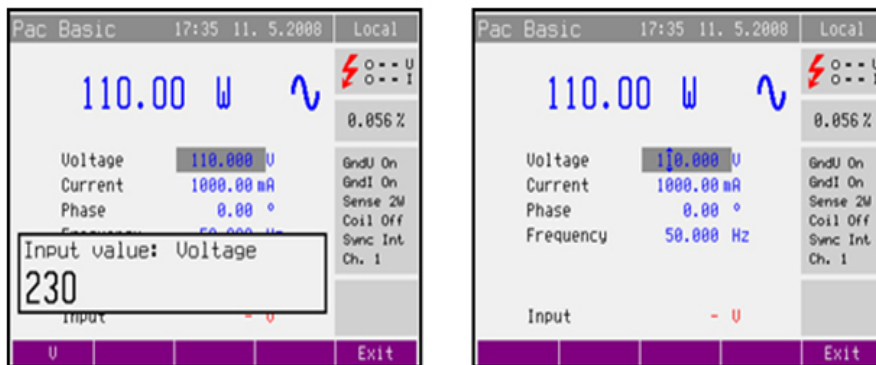 Pac Basic 17:35 11. 5.2008 Local
110.00 W
U
I
0.056 %
Voltage 110.000 V
Current 1000.00 mA
Phase 0.00 °
GndU On
GndI On
Sense 2W
Coil Off
Sync Int
Ch. 1
Input value: Voltage
230
Input - V
V Exit
Pac Basic 17:35 11. 5.2008 Local
110.00 W
0.056 %
Voltage 110.000 V
Current 1000.00 mA
Phase 0.00 °
Frequency 50.000 Hz
GndU On
GndI On
Sense 2W
Coil Off
Sync Int
Ch. 1
Input - V
Exit